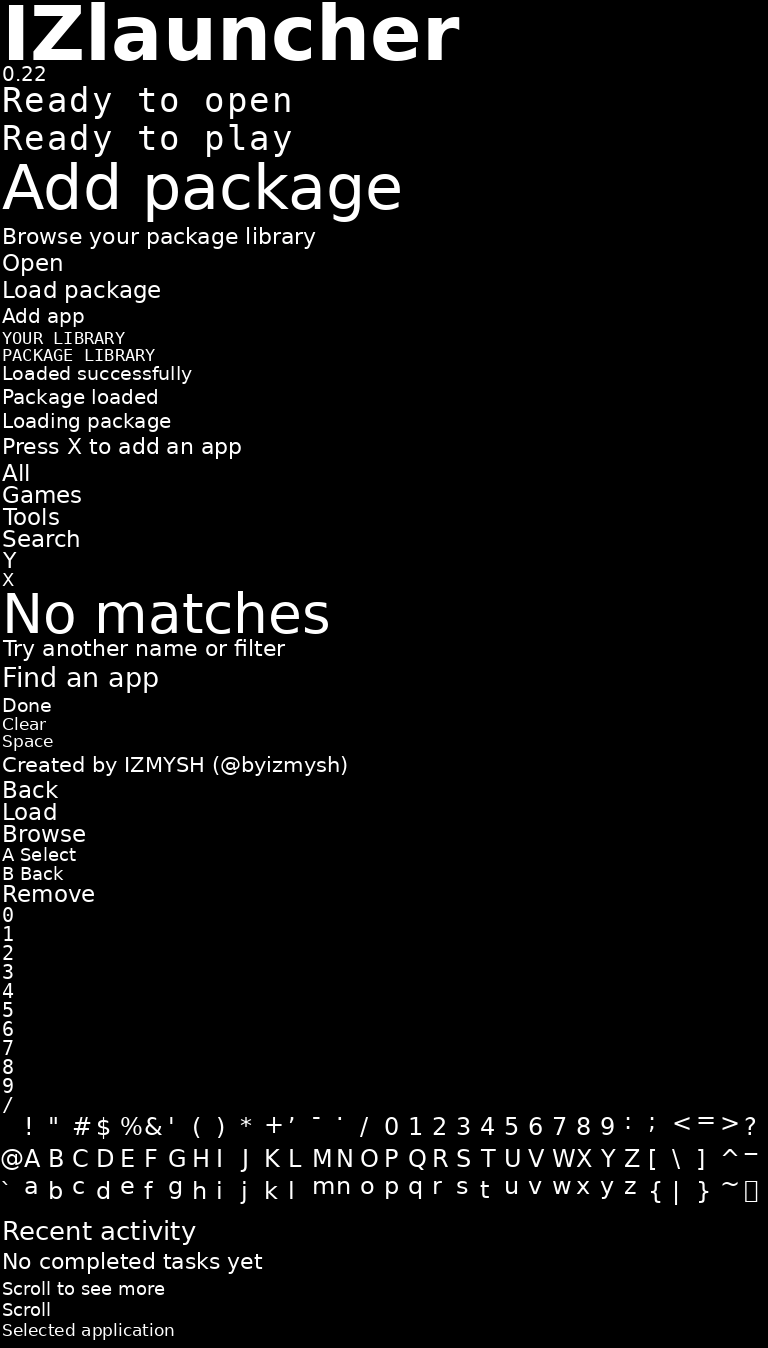 IZlauncher
0.22
Ready to open
Ready to play
Add package
Browse your package library
Open
Load package
Add app
YOUR LIBRARY
PACKAGE LIBRARY
Loaded successfully
Package loaded
Loading package
Press X to add an app
All
Games
Tools
Search
Y
X
No matches
Try another name or filter
Find an app
Done
Clear
Space
Created by IZMYSH (@byizmysh)
Back
Load
Browse
A Select
B Back
Remove
0
1
2
3
4
5
6
7
8
9
/
! " # $ % & ' ( ) * + , - . / 0 1 2 3 4 5 6 7 8 9 : ; < = > ?
@ A B C D E F G H I J K L M N O P Q R S T U V W X Y Z [ \ ] ^ _
` a b c d e f g h i j k l m n o p q r s t u v w x y z { | } ~ ▯
Recent activity
No completed tasks yet
Scroll to see more
Scroll
Selected application